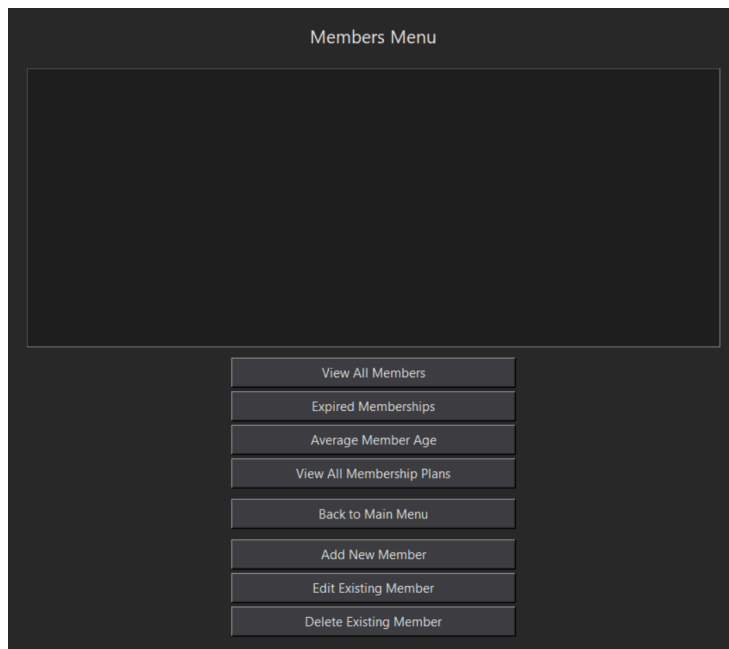 Members Menu
View All Members
Expired Memberships
Average Member Age
View All Membership Plans
Back to Main Menu
Add New Member
Edit Existing Member
Delete Existing Member